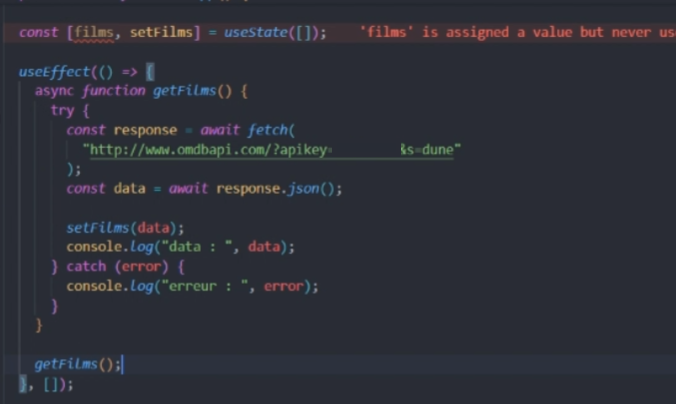 const [films, setFilms] = useState([]);     'films' is assigned a value but never us
useEffect(() => {
async function getFilms() {
try {
const response = await fetch(
"http://www.omdbapi.com/?apikey=          &s=dune"
);
const data = await response.json();
setFilms(data);
console.log("data : ", data);
} catch (error) {
console.log("erreur : ", error);
}
}
getFilms();
}, []);